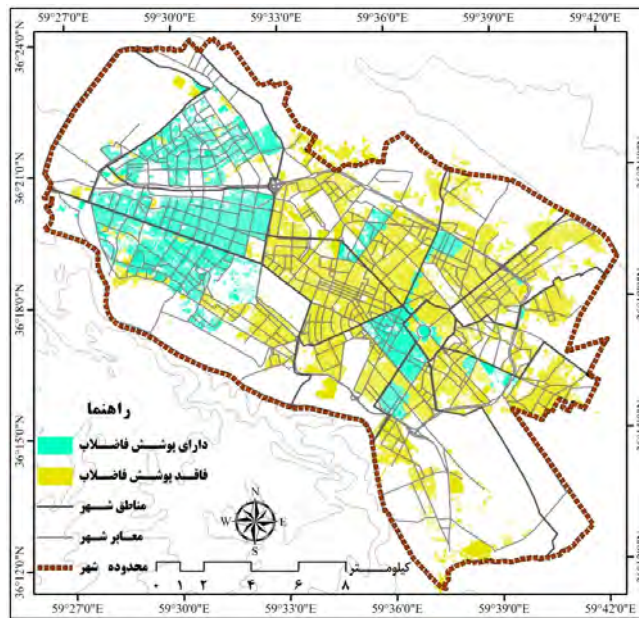 59°27'0"E 59°30'0"E 59°33'0"E 59°36'0"E 59°39'0"E 59°42'0"E
36°24'0"N
36°21'0"N
36°18'0"N
36°15'0"N
36°12'0"N
راهنما
دارای پوشش فاضلاب
فاقد پوشش فاضلاب
مناطق شهر
معابر شهر
محدوده شهر
N
W E
S
کیلومتر
۰ ۱ ۲ ۴ ۶ ۸
59°27'0"E 59°30'0"E 59°33'0"E 59°36'0"E 59°39'0"E 59°42'0"E